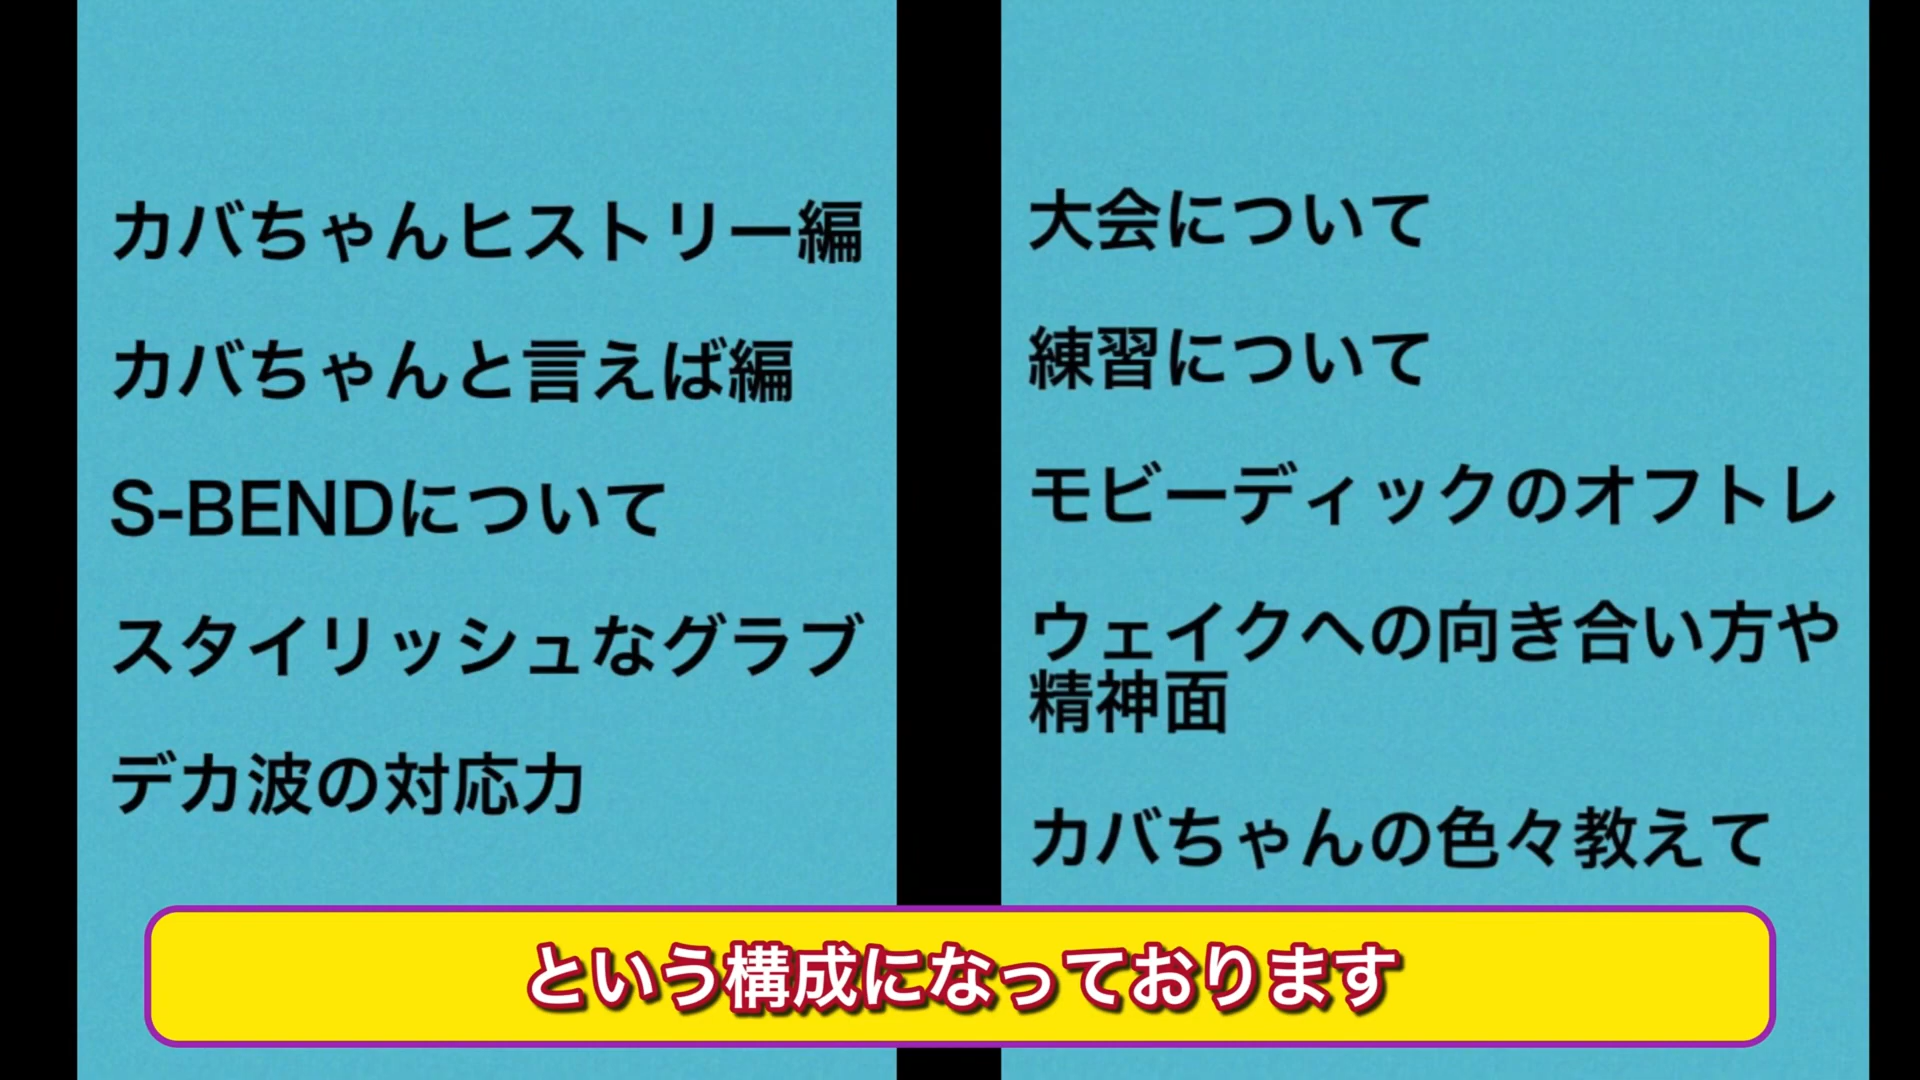 カバちゃんヒストリー編
カバちゃんと言えば編
S-BENDについて
スタイリッシュなグラブ
デカ波の対応力
大会について
練習について
モビーディックのオフトレ
ウェイクへの向き合い方や
精神面
カバちゃんの色々教えて
という構成になっております